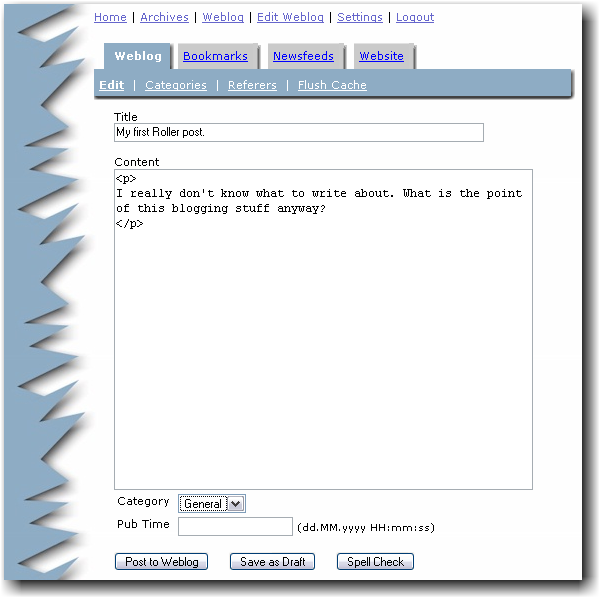 Home | Archives | Weblog | Edit Weblog | Settings | Logout
Weblog Bookmarks Newsfeeds Website
Edit | Categories | Referers | Flush Cache
Title
My first Roller post.
Content
<p>
I really don't know what to write about. What is the point
of this blogging stuff anyway?
</p>
Category General
Pub Time (dd.MM.yyyy HH:mm:ss)
Post to Weblog Save as Draft Spell Check